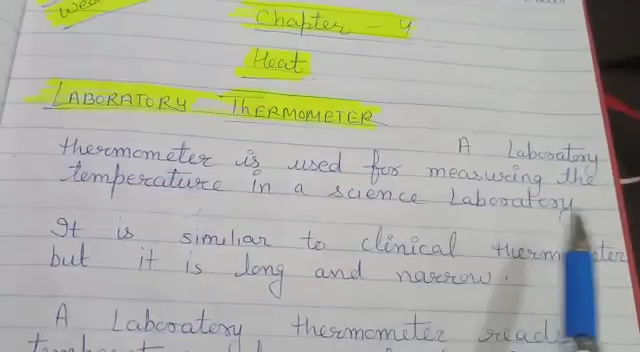 Chapter - 4
Heat
LABORATORY THERMOMETER
A Laboratory
thermometer is used for measuring the
temperature in a science Laboratory
It is similiar to clinical thermometer
but it is long and narrow.
A Laboratory thermometer reads